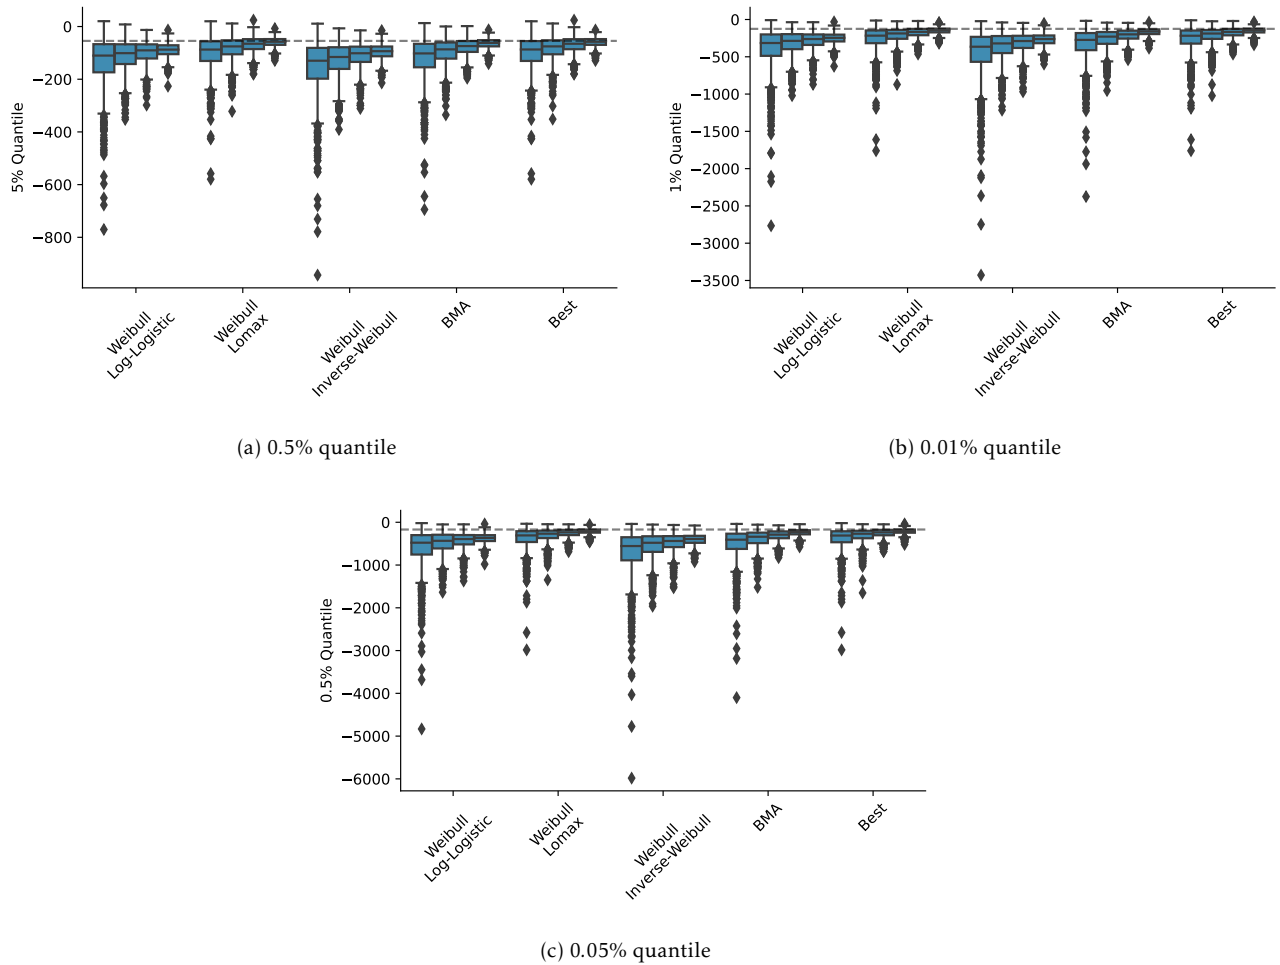 0
−200
−400
−600
−800
5% Quantile
Weibull
Log-Logistic
Weibull
Lomax
Weibull
Inverse-Weibull
BMA
Best
(a) 0.5% quantile
0
−500
−1000
−1500
−2000
−2500
−3000
−3500
1% Quantile
Weibull
Log-Logistic
Weibull
Lomax
Weibull
Inverse-Weibull
BMA
Best
(b) 0.01% quantile
0
−1000
−2000
−3000
−4000
−5000
−6000
0.5% Quantile
Weibull
Log-Logistic
Weibull
Lomax
Weibull
Inverse-Weibull
BMA
Best
(c) 0.05% quantile